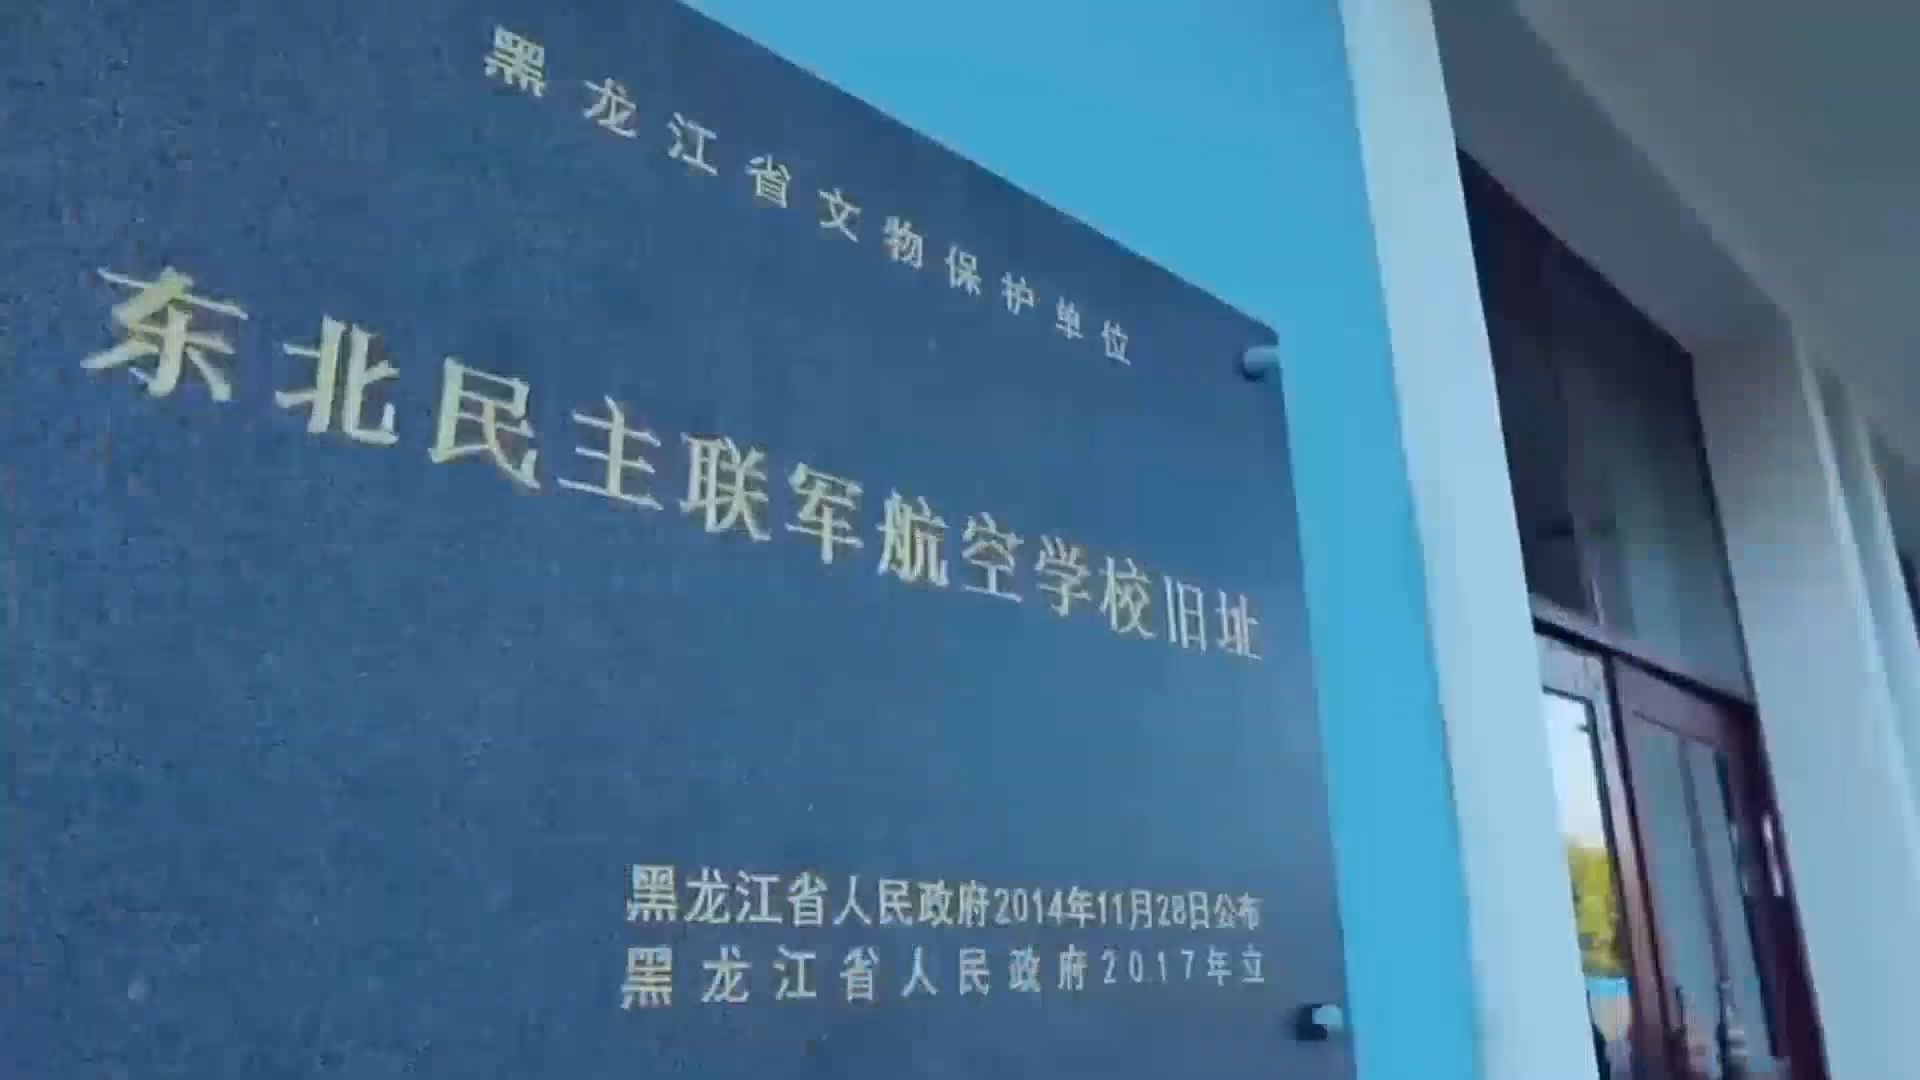 黑龙江省文物保护单位
东北民主联军航空学校旧址
黑龙江省人民政府2014年11月28日公布
黑龙江省人民政府2017年立